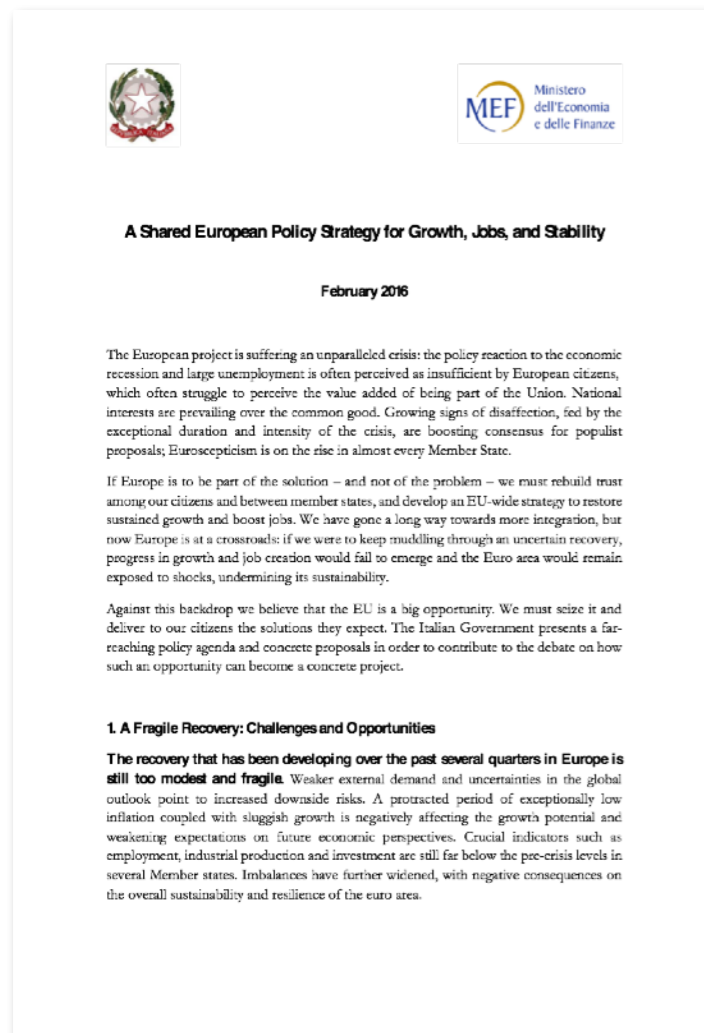 REPVBBLICA ITALIANA
MEF
Ministero
dell'Economia
e delle Finanze
A Shared European Policy Strategy for Growth, Jobs, and Stability
February 2016
The European project is suffering an unparalleled crisis: the policy reaction to the economic
recession and large unemployment is often perceived as insufficient by European citizens,
which often struggle to perceive the value added of being part of the Union. National
interests are prevailing over the common good. Growing signs of disaffection, fed by the
exceptional duration and intensity of the crisis, are boosting consensus for populist
proposals; Euroscepticism is on the rise in almost every Member State.
If Europe is to be part of the solution – and not of the problem – we must rebuild trust
among our citizens and between member states, and develop an EU-wide strategy to restore
sustained growth and boost jobs. We have gone a long way towards more integration, but
now Europe is at a crossroads: if we were to keep muddling through an uncertain recovery,
progress in growth and job creation would fail to emerge and the Euro area would remain
exposed to shocks, undermining its sustainability.
Against this backdrop we believe that the EU is a big opportunity. We must seize it and
deliver to our citizens the solutions they expect. The Italian Government presents a far-
reaching policy agenda and concrete proposals in order to contribute to the debate on how
such an opportunity can become a concrete project.
1. A Fragile Recovery: Challenges and Opportunities
The recovery that has been developing over the past several quarters in Europe is
still too modest and fragile. Weaker external demand and uncertainties in the global
outlook point to increased downside risks. A protracted period of exceptionally low
inflation coupled with sluggish growth is negatively affecting the growth potential and
weakening expectations on future economic perspectives. Crucial indicators such as
employment, industrial production and investment are still far below the pre-crisis levels in
several Member states. Imbalances have further widened, with negative consequences on
the overall sustainability and resilience of the euro area.